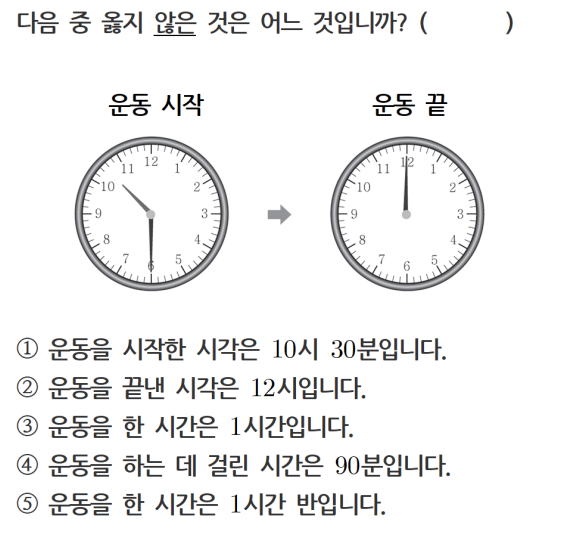 다음 중 옳지 않은 것은 어느 것입니까? (          )
운동 시작
운동 끝
12
11 1
10 2
9 3
8 4
7 5
6
12
11 1
10 2
9 3
8 4
7 5
6
① 운동을 시작한 시각은 10시 30분입니다.
② 운동을 끝낸 시각은 12시입니다.
③ 운동을 한 시간은 1시간입니다.
④ 운동을 하는 데 걸린 시간은 90분입니다.
⑤ 운동을 한 시간은 1시간 반입니다.